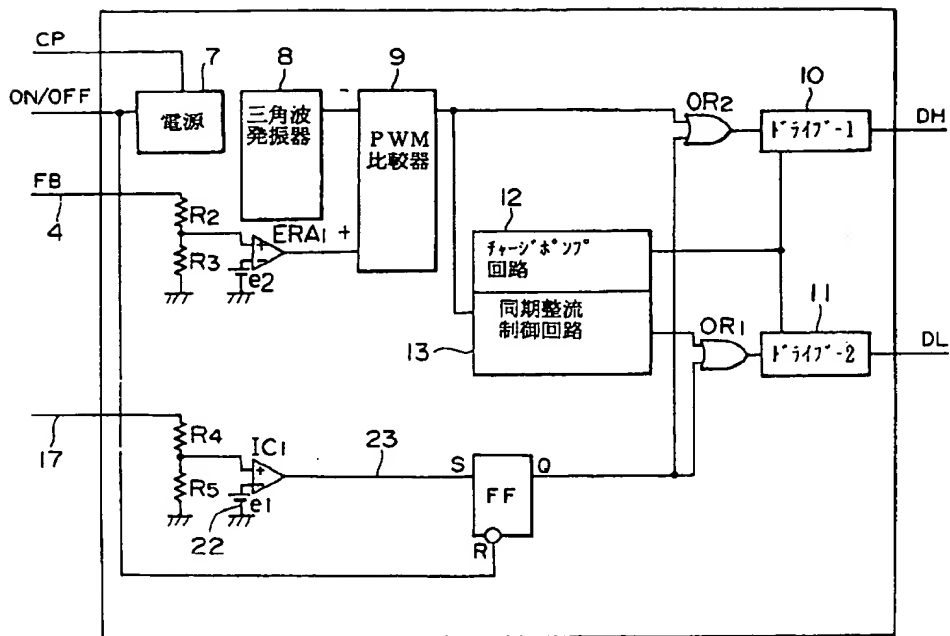 CP
7
ON/OFF
電源
8
三角波
発振器
-
9
PWM
比較器
+
OR2
10
ドライブ-1
DH
FB
4
R2
R3
ERA1
e2
12
チャージポンプ
回路
同期整流
制御回路
13
OR1
11
ドライブ-2
DL
17
R4
R5
IC1
+
-
e1
22
23
S
Q
FF
R